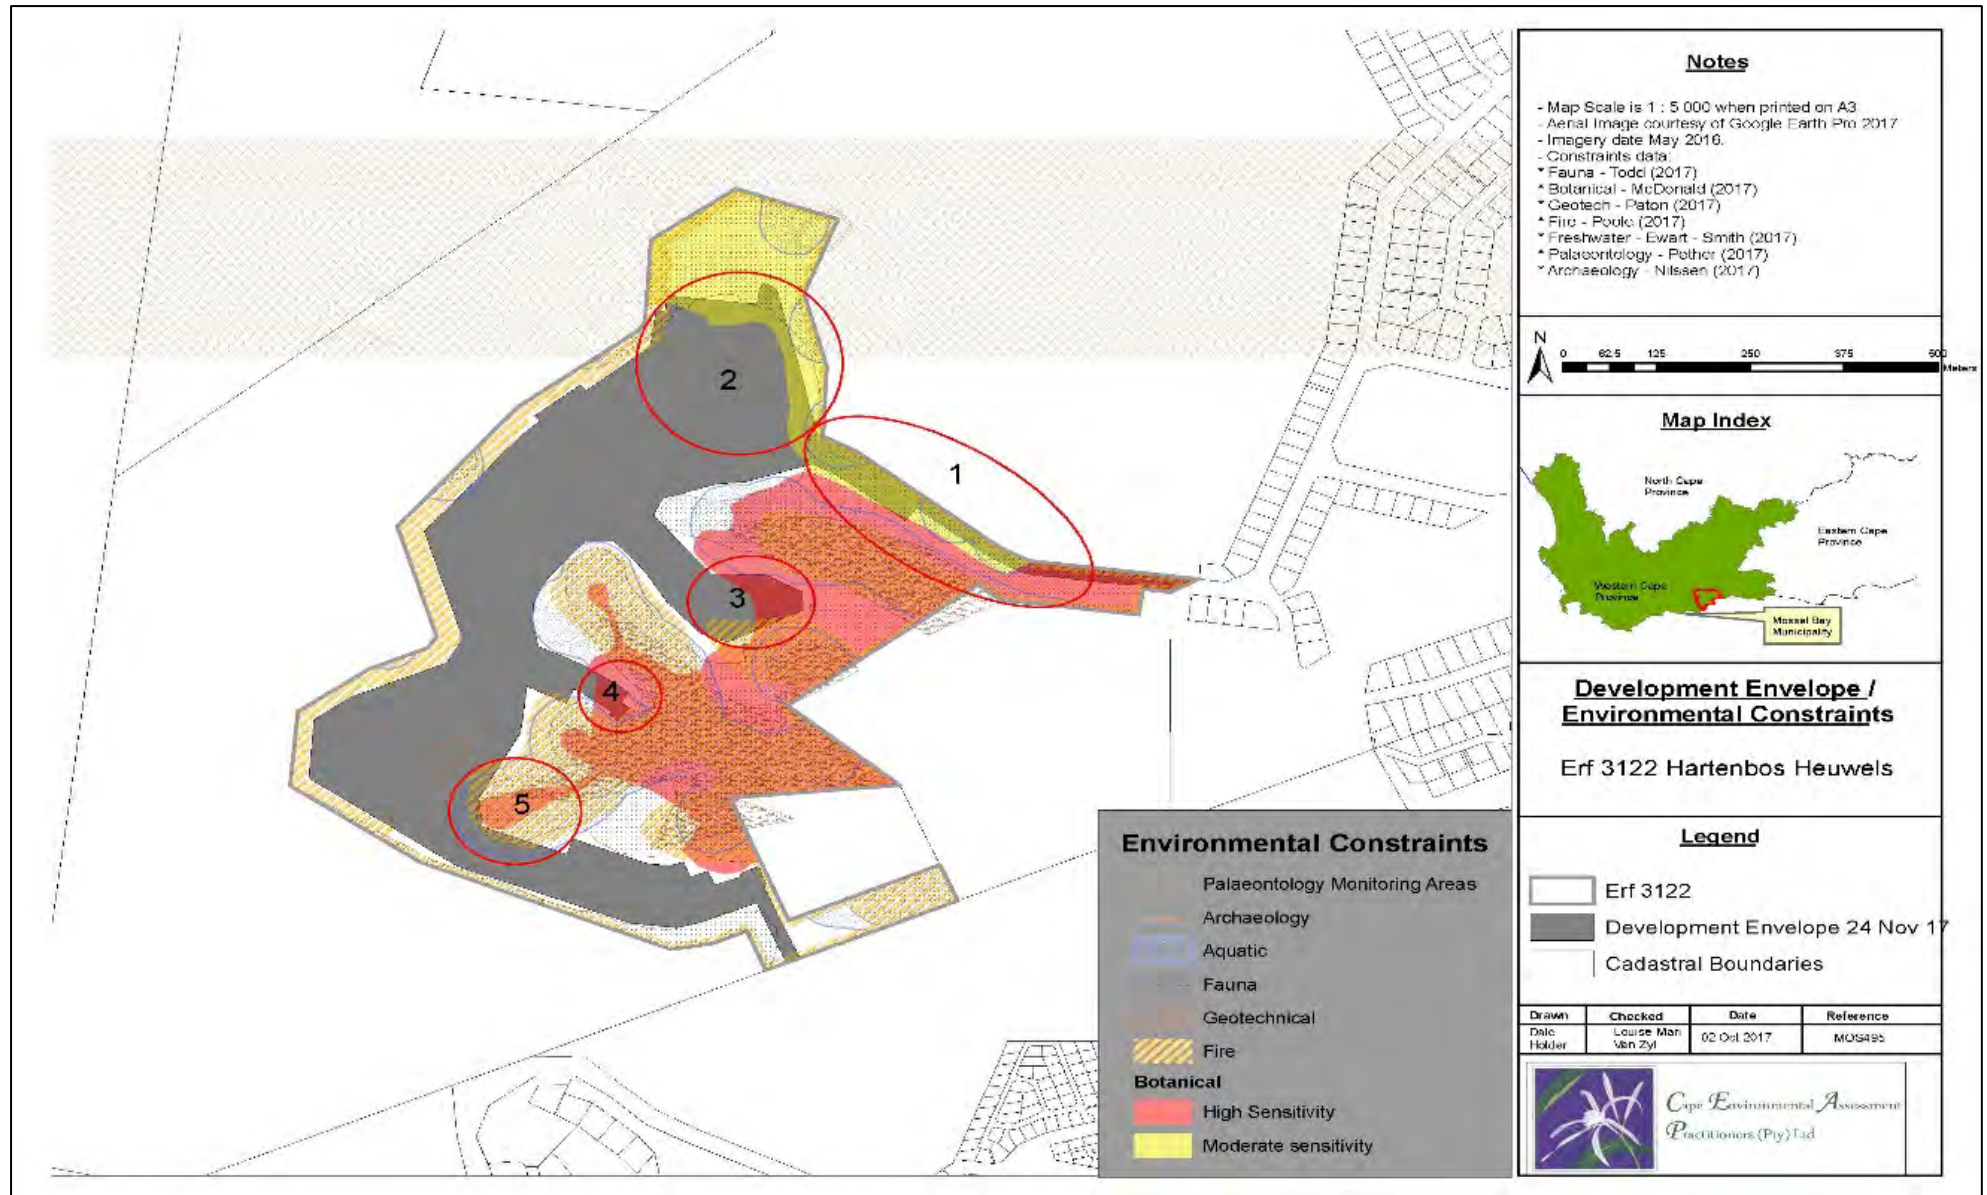 Notes
- Map Scale is 1 : 5 000 when printed on A3
- Aerial Image courtesy of Google Earth Pro 2017
- Imagery date May 2016.
- Constraints data:
* Fauna - Todd (2017)
* Botanical - McDonald (2017)
* Geotech - Paton (2017)
* Fire - Poole (2017)
* Freshwater - Ewart - Smith (2017)
* Palaeontology - Pether (2017)
* Archaeology - Nilssen (2017)
N
0 62.5 125 250 375 500
Meters
Map Index
North Cape
Province
Eastern Cape
Province
Western Cape
Province
Mossel Bay
Municipality
Development Envelope /
Environmental Constraints
Erf 3122 Hartenbos Heuwels
Legend
Erf 3122
Development Envelope 24 Nov 17
Cadastral Boundaries
Drawn Checked Date Reference
Dale
Holder
Louise Mari
Van Zyl
02 Oct 2017
MOS495
Cape Environmental Assessment
Practitioners (Pty) Ltd
1
2
3
4
5
Environmental Constraints
Palaeontology Monitoring Areas
Archaeology
Aquatic
Fauna
Geotechnical
Fire
Botanical
High Sensitivity
Moderate sensitivity